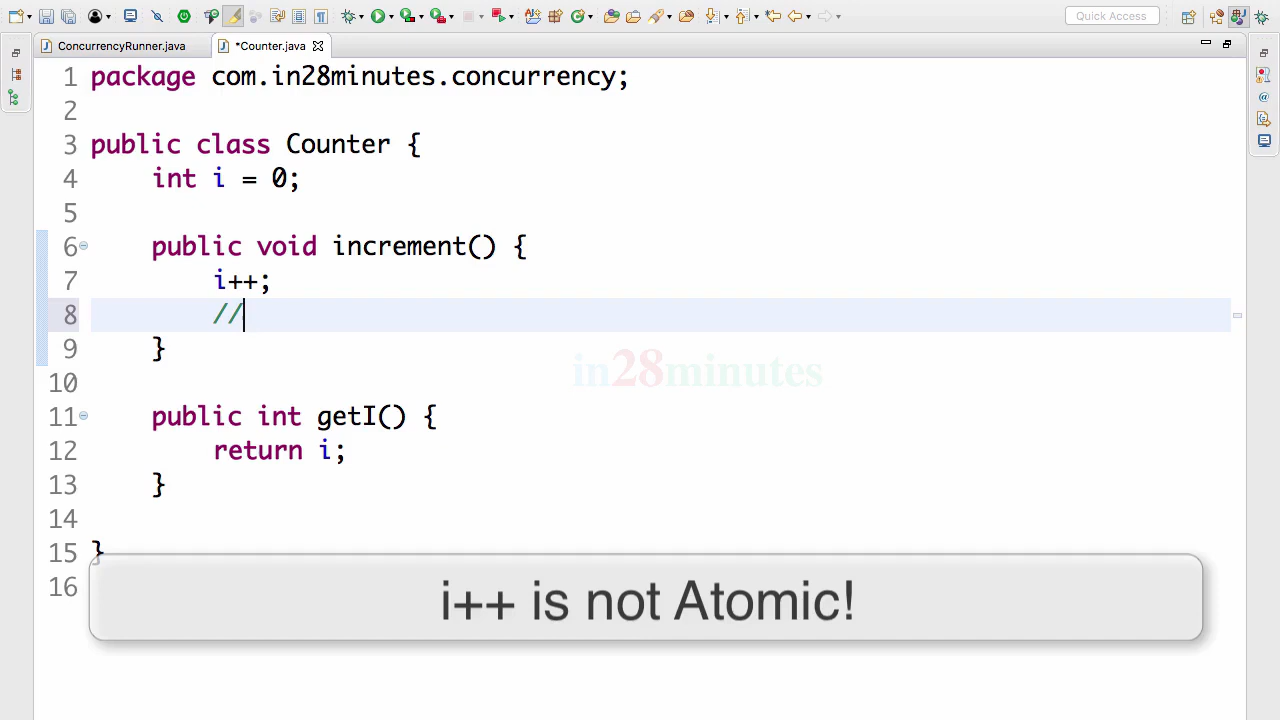 Quick Access
ConcurrencyRunner.java
*Counter.java
1 package com.in28minutes.concurrency;
2
3 public class Counter {
4 int i = 0;
5
6 public void increment() {
7 i++;
8 //
9 }
10
11 public int getI() {
12 return i;
13 }
14
15 }
16
in28minutes
i++ is not Atomic!